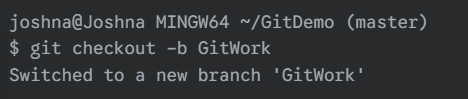 joshna@Joshna MINGW64 ~/GitDemo (master)
$ git checkout -b GitWork
Switched to a new branch 'GitWork'